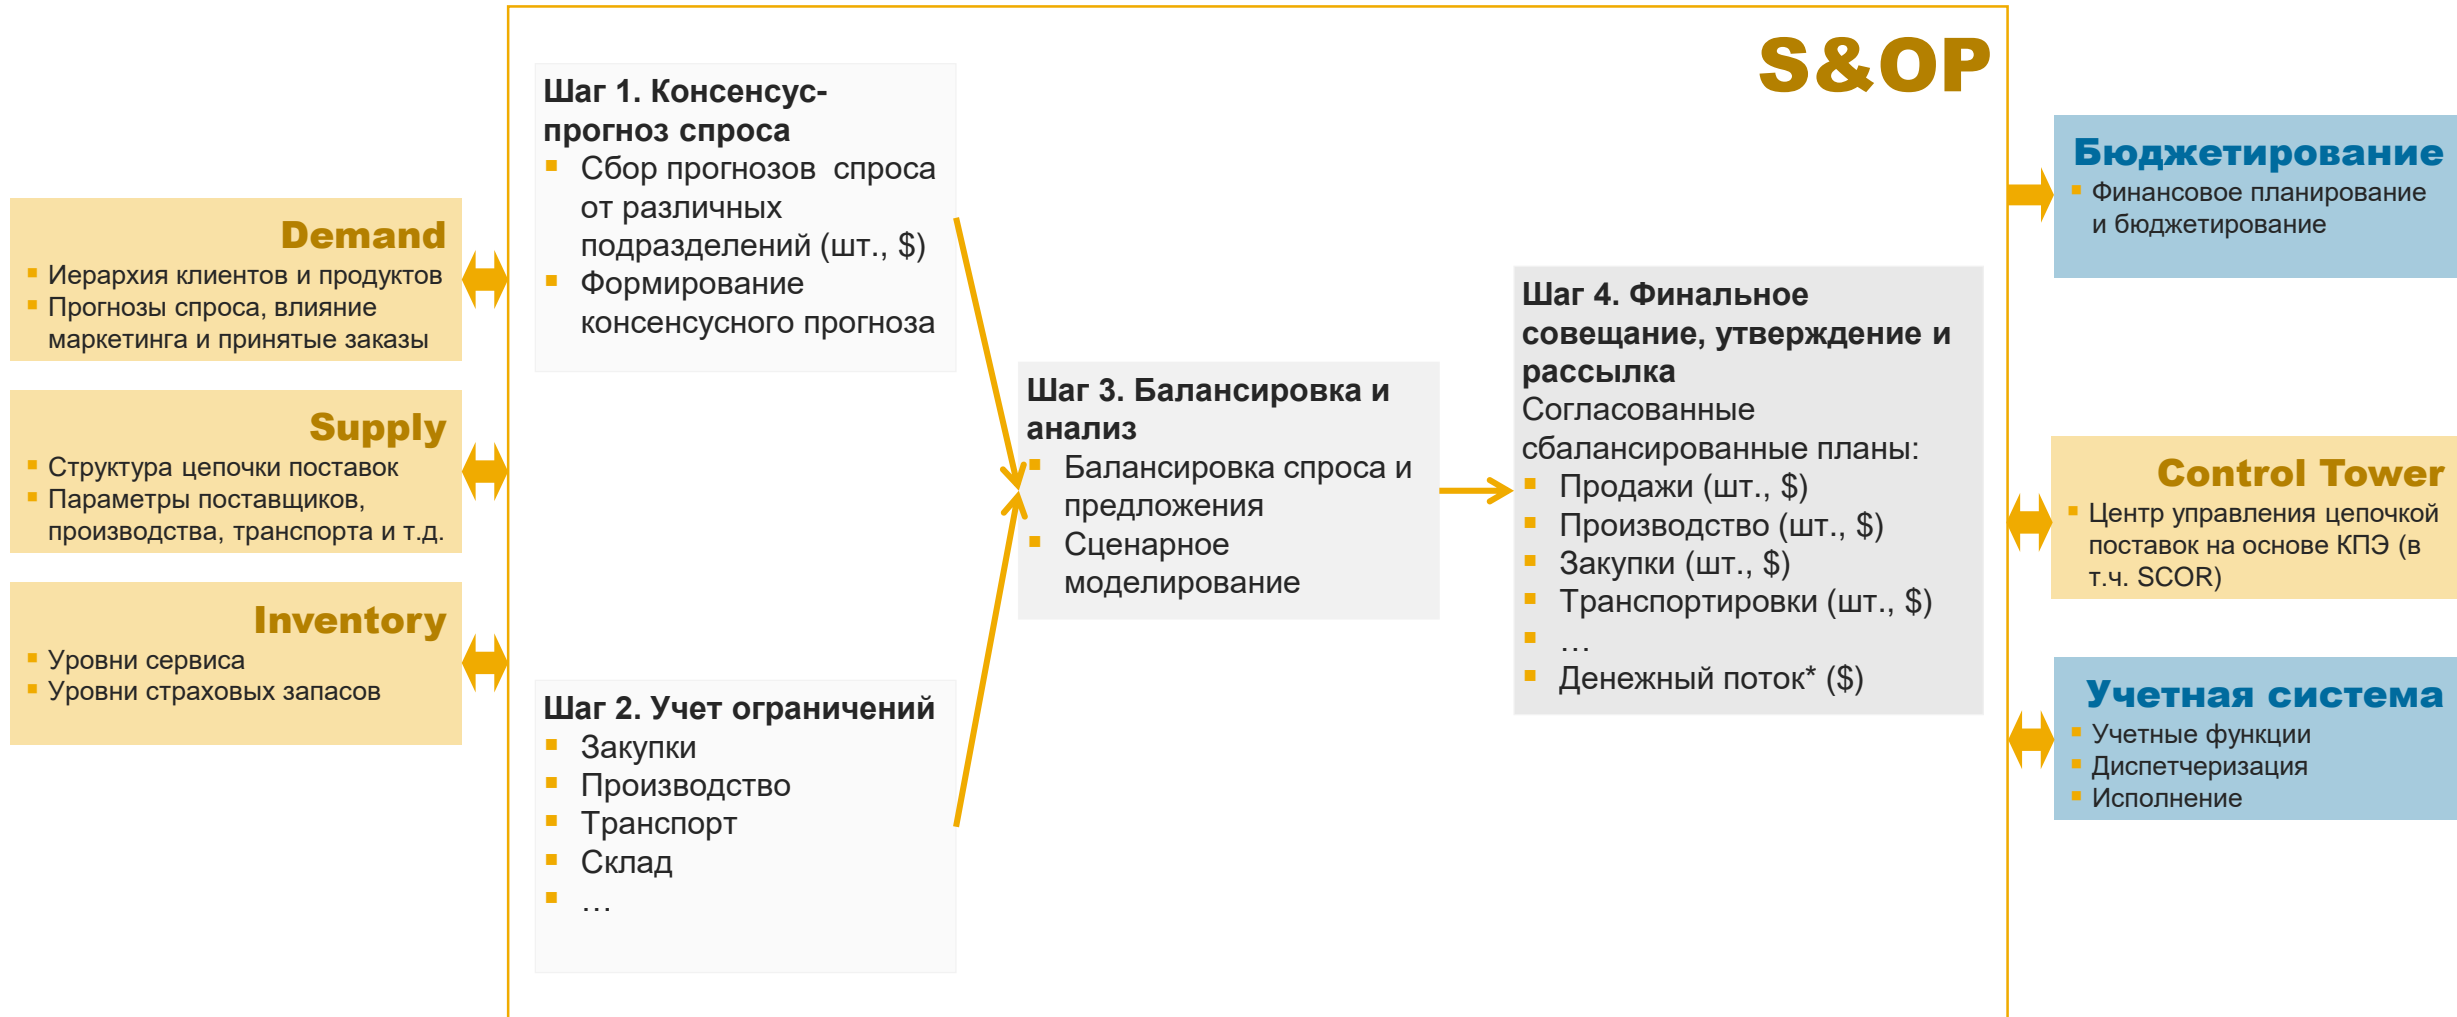 S&OP
Demand
Иерархия клиентов и продуктов
Прогнозы спроса, влияние
маркетинга и принятые заказы
Supply
Структура цепочки поставок
Параметры поставщиков,
производства, транспорта и т.д.
Inventory
Уровни сервиса
Уровни страховых запасов
Шаг 1. Консенсус-
прогноз спроса
Сбор прогнозов спроса
от различных
подразделений (шт., $)
Формирование
консенсусного прогноза
Шаг 2. Учет ограничений
Закупки
Производство
Транспорт
Склад
…
Шаг 3. Балансировка и
анализ
Балансировка спроса и
предложения
Сценарное
моделирование
Шаг 4. Финальное
совещание, утверждение и
рассылка
Согласованные
сбалансированные планы:
Продажи (шт., $)
Производство (шт., $)
Закупки (шт., $)
Транспортировки (шт., $)
…
Денежный поток* ($)
Бюджетирование
Финансовое планирование
и бюджетирование
Control Tower
Центр управления цепочкой
поставок на основе КПЭ (в
т.ч. SCOR)
Учетная система
Учетные функции
Диспетчеризация
Исполнение